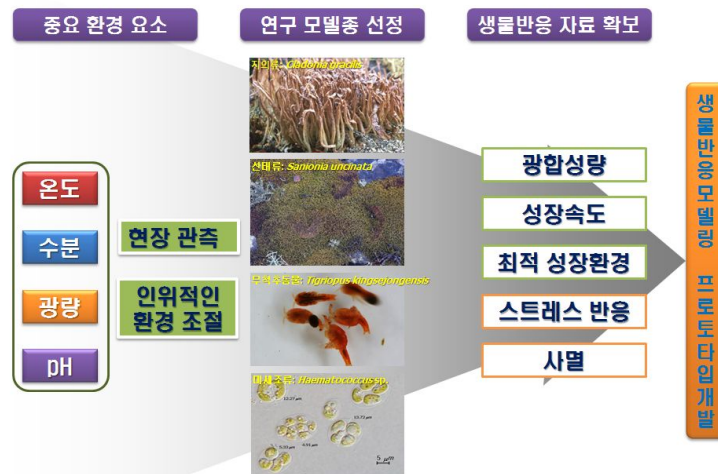 중요 환경 요소
연구 모델종 선정
생물반응 자료 확보
온도
수분
광량
pH
현장 관측
인위적인
환경 조절
지의류: Cladonia gracilis
선태류: Sanionia uncinata
무척추동물: Tigriopus kingsejongensis
미세조류: Haematococcus sp.
5 μm
광합성량
성장속도
최적 성장환경
스트레스 반응
사멸
생물반응모델링 프로토타입개발